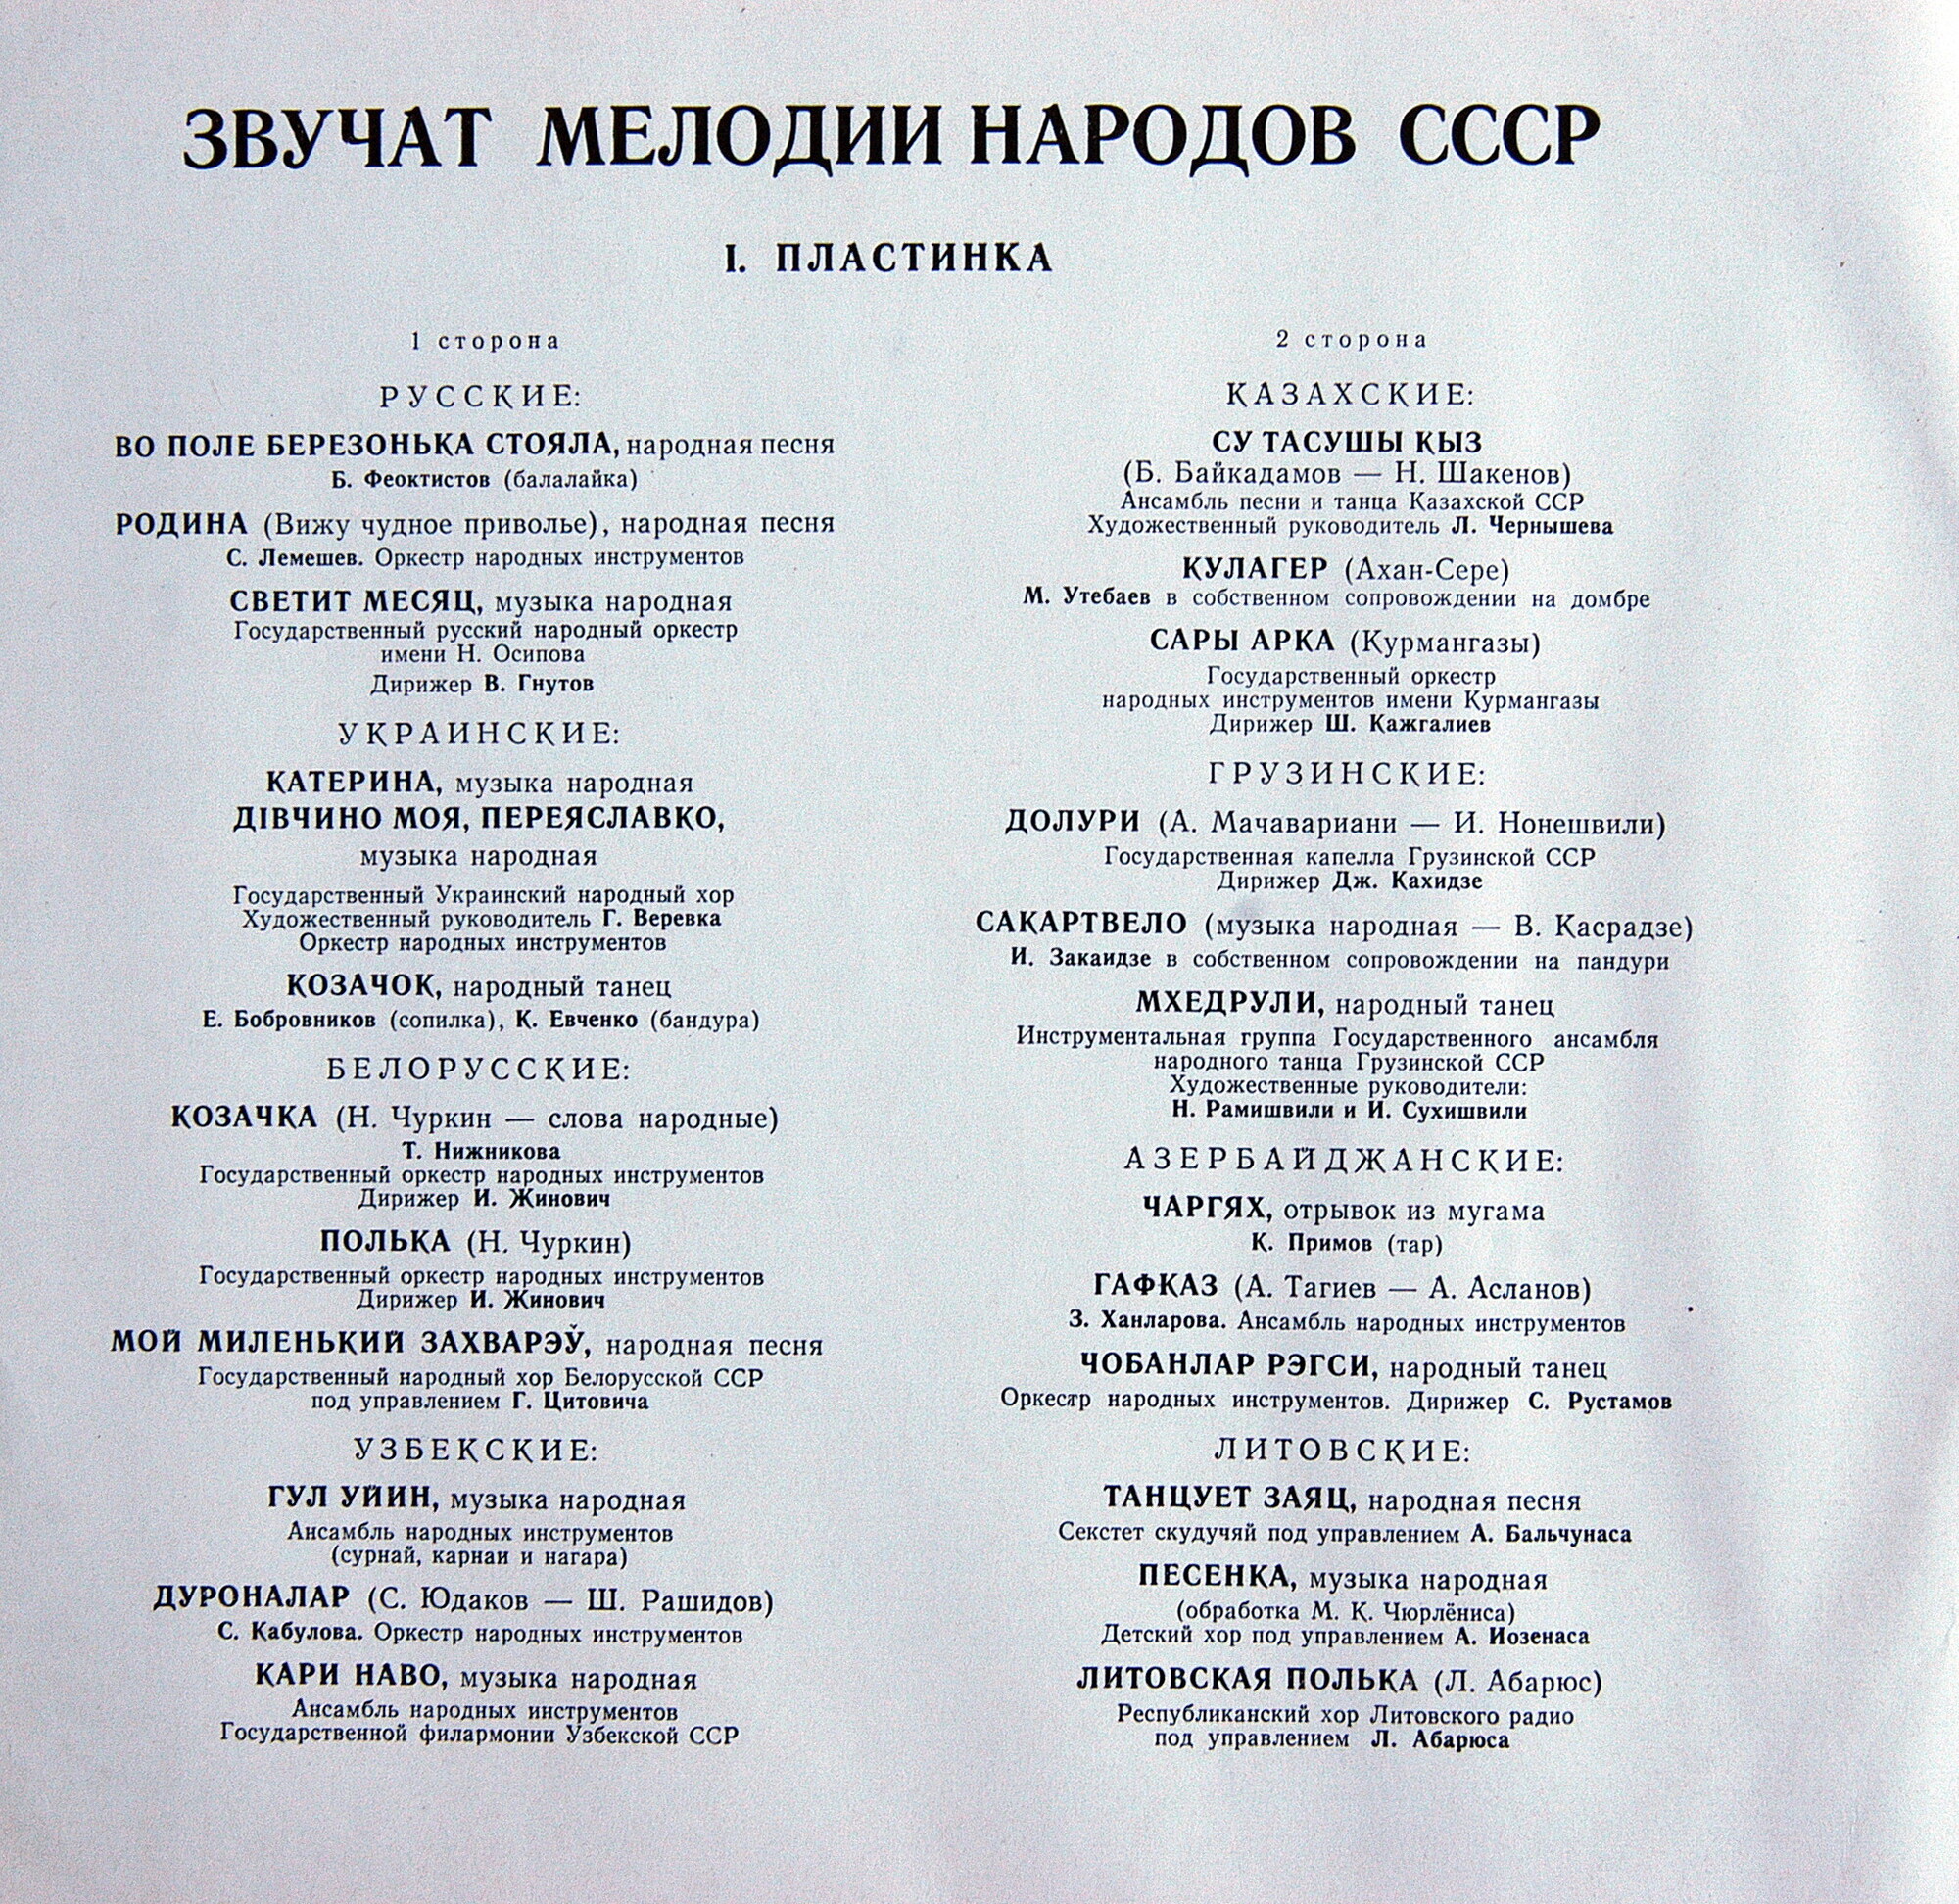 ЗВУЧАТ МЕЛОДИИ НАРОДОВ СССР
I. ПЛАСТИНКА
1 сторона
РУССКИЕ:
ВО ПОЛЕ БЕРЕЗОНЬКА СТОЯЛА, народная песня
Б. Феоктистов (балалайка)
РОДИНА (Вижу чудное приволье), народная песня
С. Лемешев. Оркестр народных инструментов
СВЕТИТ МЕСЯЦ, музыка народная
Государственный русский народный оркестр
имени Н. Осипова
Дирижер В. Гнутов
УКРАИНСКИЕ:
КАТЕРИНА, музыка народная
ДІВЧИНО МОЯ, ПЕРЕЯСЛАВКО,
музыка народная
Государственный Украинский народный хор
Художественный руководитель Г. Веревка
Оркестр народных инструментов
КОЗАЧОК, народный танец
Е. Бобровников (сопилка), К. Евченко (бандура)
БЕЛОРУССКИЕ:
КОЗАЧКА (Н. Чуркин — слова народные)
Т. Нижникова
Государственный оркестр народных инструментов
Дирижер И. Жинович
ПОЛЬКА (Н. Чуркин)
Государственный оркестр народных инструментов
Дирижер И. Жинович
МОЙ МИЛЕНЬКИЙ ЗАХВАРЭЎ, народная песня
Государственный народный хор Белорусской ССР
под управлением Г. Цитовича
УЗБЕКСКИЕ:
ГУЛ УЙИН, музыка народная
Ансамбль народных инструментов
(сурнай, карнаи и нагара)
ДУРОНАЛАР (С. Юдаков — Ш. Рашидов)
С. Кабулова. Оркестр народных инструментов
ҚАРИ НАВО, музыка народная
Ансамбль народных инструментов
Государственной филармонии Узбекской ССР
2 сторона
КАЗАХСКИЕ:
СУ ТАСУШЫ ҚЫЗ
(Б. Байкадамов — Н. Шакенов)
Ансамбль песни и танца Казахской ССР
Художественный руководитель Л. Чернышева
КУЛАГЕР (Ахан-Сере)
М. Утебаев в собственном сопровождении на домбре
САРЫ АРКА (Курмангазы)
Государственный оркестр
народных инструментов имени Курмангазы
Дирижер Ш. Кажгалиев
ГРУЗИНСКИЕ:
ДОЛУРИ (А. Мачавариани — И. Нонешвили)
Государственная капелла Грузинской ССР
Дирижер Дж. Кахидзе
САКАРТВЕЛО (музыка народная — В. Касрадзе)
И. Закаидзе в собственном сопровождении на пандури
МХЕДРУЛИ, народный танец
Инструментальная группа Государственного ансамбля
народного танца Грузинской ССР
Художественные руководители:
Н. Рамишвили и И. Сухишвили
АЗЕРБАЙДЖАНСКИЕ:
ЧАРГЯХ, отрывок из мугама
К. Примов (тар)
ГАФКАЗ (А. Тагиев — А. Асланов)
З. Ханларова. Ансамбль народных инструментов
ЧОБАНЛАР РЭГСИ, народный танец
Оркестр народных инструментов. Дирижер С. Рустамов
ЛИТОВСКИЕ:
ТАНЦУЕТ ЗАЯЦ, народная песня
Секстет скудучяй под управлением А. Бальчунаса
ПЕСЕНКА, музыка народная
(обработка М. К. Чюрлёниса)
Детский хор под управлением А. Иозенаса
ЛИТОВСКАЯ ПОЛЬКА (Л. Абарюс)
Республиканский хор Литовского радио
под управлением Л. Абарюса